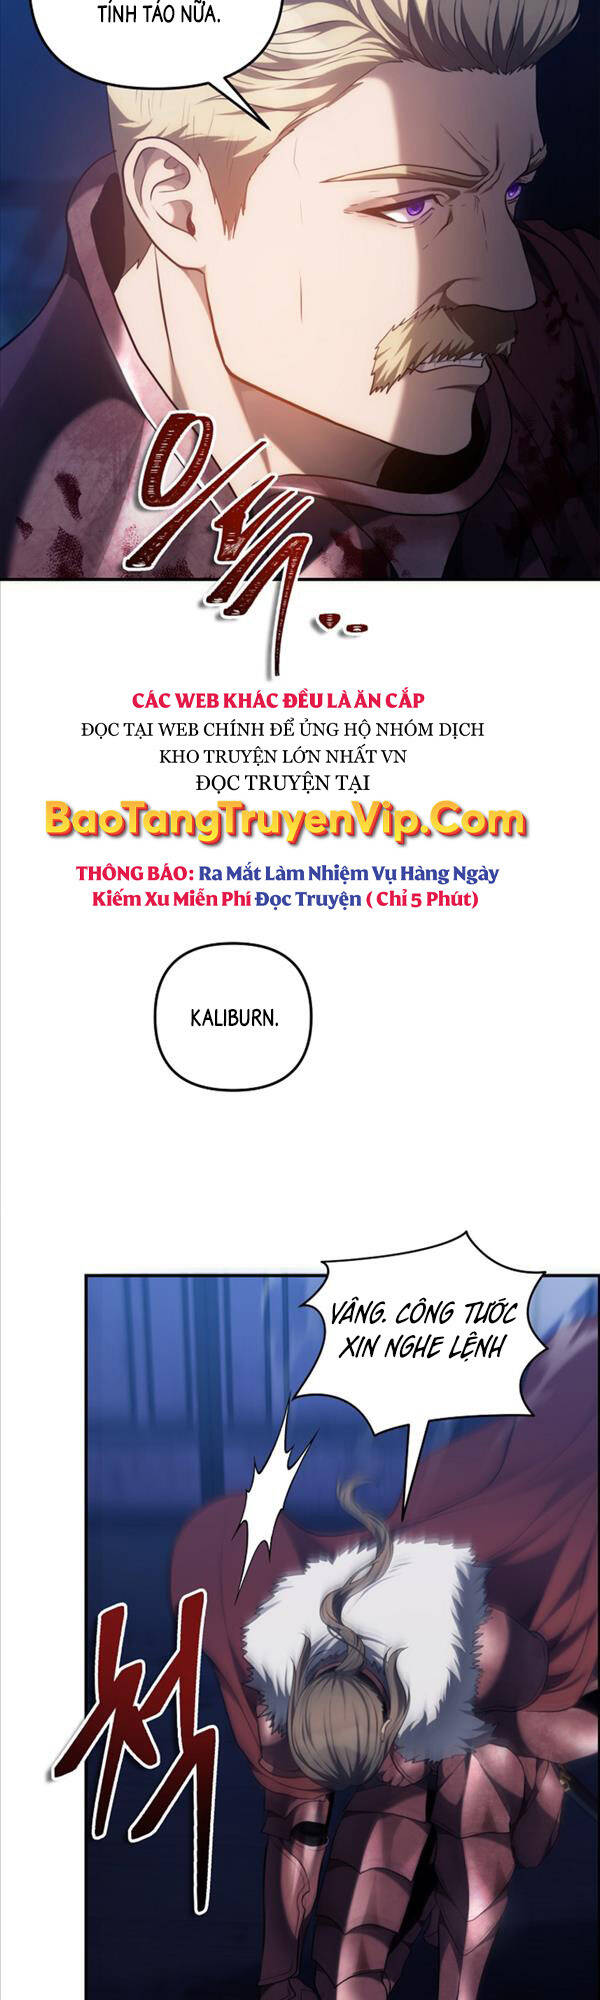 TỈNH TÁO NỮA.
으득...
CÁC WEB KHÁC ĐỀU LÀ ĂN CẮP
ĐỌC TẠI WEB CHÍNH ĐỂ ỦNG HỘ NHÓM DỊCH
KHO TRUYỆN LỚN NHẤT VN
ĐỌC TRUYỆN TẠI
BaoTangTruyenVip.Com
THÔNG BÁO: Ra Mắt Làm Nhiệm Vụ Hàng Ngày
Kiếm Xu Miễn Phí Đọc Truyện ( Chỉ 5 Phút)
KALIBURN.
VÂNG. CÔNG TƯỚC
XIN NGHE LỆNH
척